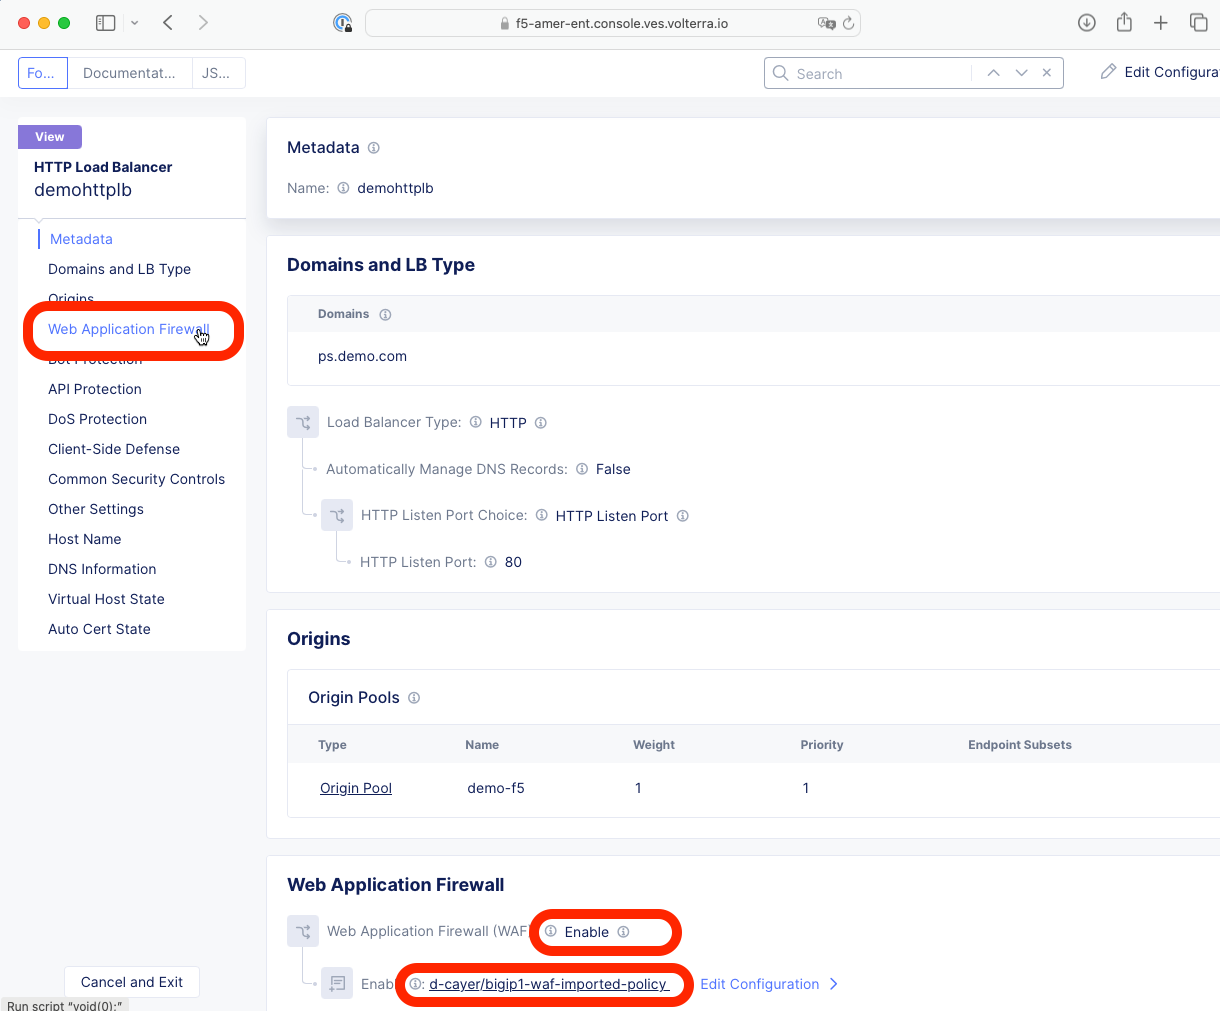 f5-amer-ent.console.ves.volterra.io
Fo...
Documentat...
JS...
Search
Edit Configura
View
HTTP Load Balancer
demohttplb
Metadata
Domains and LB Type
Origins
Web Application Firewall
Bot Protection
API Protection
DoS Protection
Client-Side Defense
Common Security Controls
Other Settings
Host Name
DNS Information
Virtual Host State
Auto Cert State
Cancel and Exit
Run script "void(0);"
Metadata
Name: demohttplb
Domains and LB Type
Domains
ps.demo.com
Load Balancer Type: HTTP
Automatically Manage DNS Records: False
HTTP Listen Port Choice: HTTP Listen Port
HTTP Listen Port: 80
Origins
Origin Pools
Type Name Weight Priority Endpoint Subsets
Origin Pool demo-f5 1 1
Web Application Firewall
Web Application Firewall (WAF) Enable
Enab : d-cayer/bigip1-waf-imported-policy Edit Configuration